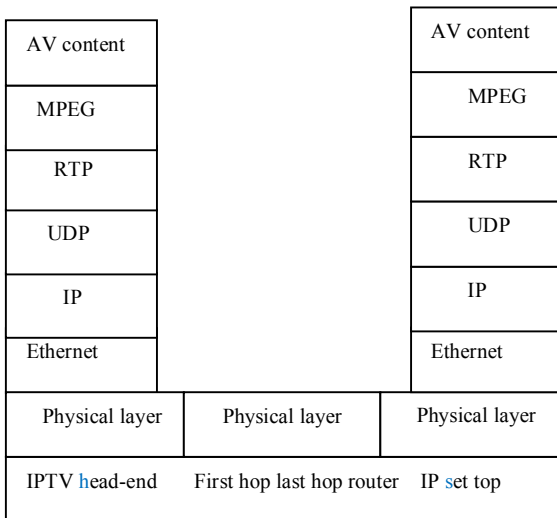 AV content
MPEG
RTP
UDP
IP
Ethernet
AV content
MPEG
RTP
UDP
IP
Ethernet
Physical layer
Physical layer
Physical layer
IPTV head-end
First hop last hop router
IP set top